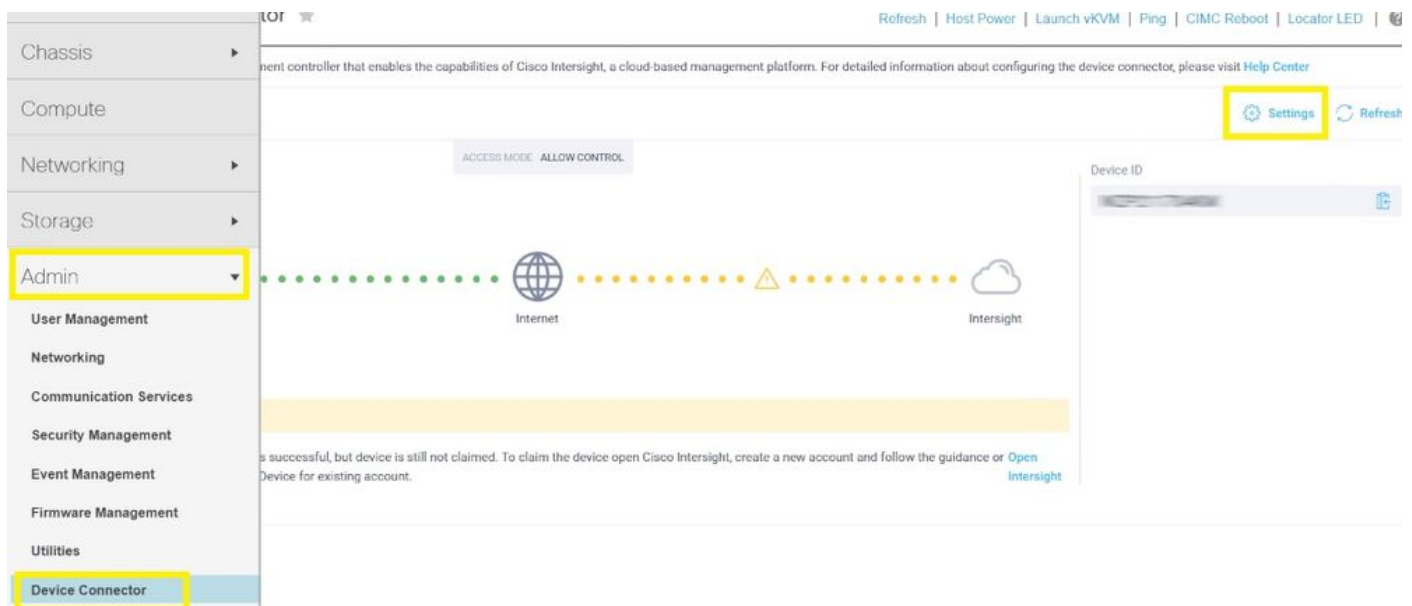 tor
Refresh | Host Power | Launch vKVM | Ping | CIMC Reboot | Locator LED |
Chassis
ment controller that enables the capabilities of Cisco Intersight, a cloud-based management platform. For detailed information about configuring the device connector, please visit Help Center
Compute
Settings Refresh
Networking
ACCESS MODE ALLOW CONTROL
Device ID
Storage
Admin
User Management
Internet
Intersight
Networking
Communication Services
Security Management
s successful, but device is still not claimed. To claim the device open Cisco Intersight, create a new account and follow the guidance or Open
Event Management
Device for existing account. Intersight
Firmware Management
Utilities
Device Connector